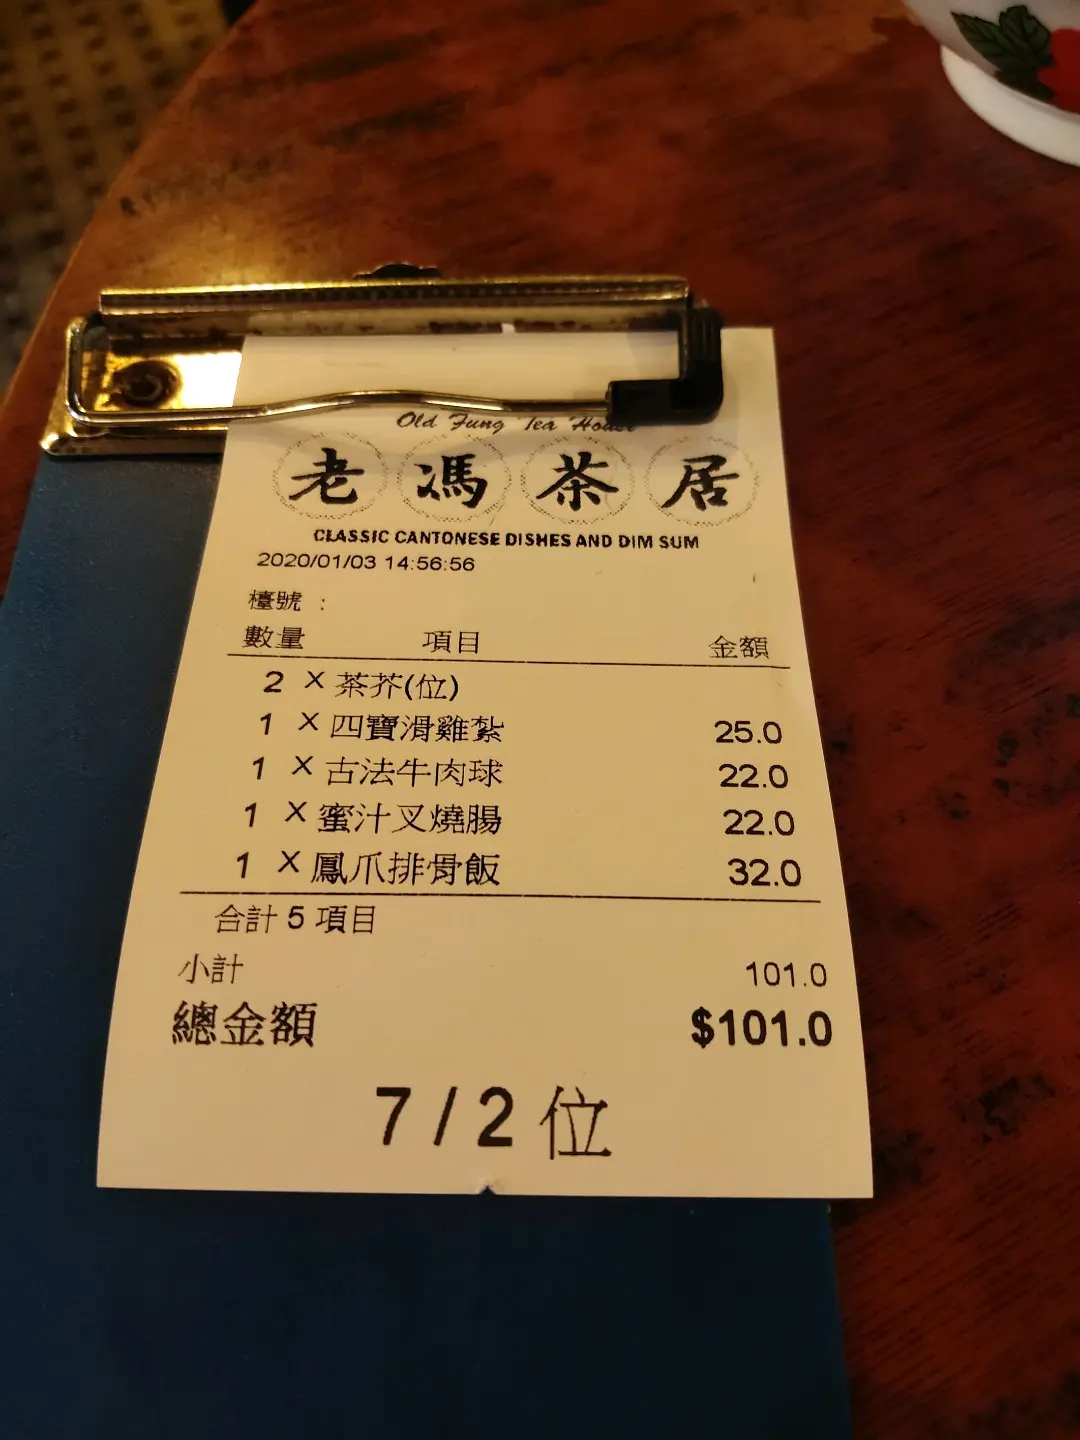 Old Fung Tea House
老馮茶居
CLASSIC CANTONESE DISHES AND DIM SUM
2020/01/03 14:56:56
檯號 :
數量 項目 金額
2 X 茶芥(位)
1 X 四寶滑雞紮 25.0
1 X 古法牛肉球 22.0
1 X 蜜汁叉燒腸 22.0
1 X 鳳爪排骨飯 32.0
合計 5 項目
小計 101.0
總金額 $101.0
7 / 2 位